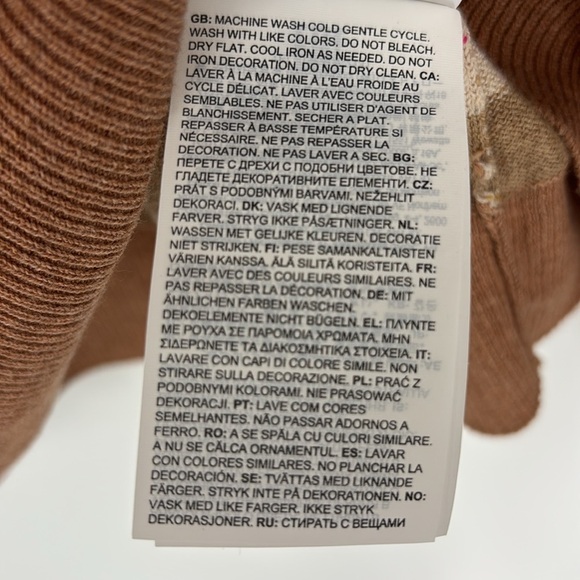 GB: MACHINE WASH COLD GENTLE CYCLE.
WASH WITH LIKE COLORS. DO NOT BLEACH.
DRY FLAT. COOL IRON AS NEEDED. DO NOT
IRON DECORATION. DO NOT DRY CLEAN. CA:
LAVER À LA MACHINE À L'EAU FROIDE AU
CYCLE DÉLICAT. LAVER AVEC COULEURS
SEMBLABLES. NE PAS UTILISER D'AGENT DE
BLANCHISSEMENT. SECHER A PLAT.
REPASSER À BASSE TEMPÉRATURE SI
NÉCESSAIRE. NE PAS REPASSER LA
DECORATION. NE PAS LAVER A SEC. BG:
ПЕРЕТЕ С ДРЕХИ С ПОДОБНИ ЦВЕТОВЕ. НЕ
ГЛАДЕТЕ ДЕКОРАТИВНИТЕ ЕЛЕМЕНТИ. CZ:
PRÁT S PODOBNÝMI BARVAMI. NEŽEHLIT
DEKORACI. DK: VASK MED LIGNENDE
FARVER. STRYG IKKE PÅSÆTNINGER. NL:
WASSEN MET GELIJKE KLEUREN. DECORATIE
NIET STRIJKEN. FI: PESE SAMANKALTAISTEN
VÄRIEN KANSSA. ÄLÄ SILITÄ KORISTEITA. FR:
LAVER AVEC DES COULEURS SIMILAIRES. NE
PAS REPASSER LA DÉCORATION. DE: MIT
ÄHNLICHEN FARBEN WASCHEN.
DEKOELEMENTE NICHT BÜGELN. EL: ΠΛΥΝΤΕ
ΜΕ ΡΟΥΧΑ ΣΕ ΠΑΡΟΜΟΙΑ ΧΡΩΜΑΤΑ. ΜΗΝ
ΣΙΔΕΡΩΝΕΤΕ ΤΑ ΔΙΑΚΟΣΜΗΤΙΚΑ ΣΤΟΙΧΕΙΑ. IT:
LAVARE CON CAPI DI COLORE SIMILE. NON
STIRARE SULLA DECORAZIONE. PL: PRAĆ Z
PODOBNYMI KOLORAMI. NIE PRASOWAĆ
DEKORACJI. PT: LAVE COM CORES
SEMELHANTES. NÃO PASSAR ADORNOS A
FERRO. RO: A SE SPĂLA CU CULORI SIMILARE.
A NU SE CĂLCA ORNAMENTUL. ES: LAVAR
CON COLORES SIMILARES. NO PLANCHAR LA
DECORACIÓN. SE: TVÄTTAS MED LIKNANDE
FÄRGER. STRYK INTE PÅ DEKORATIONEN. NO:
VASK MED LIKE FARGER. IKKE STRYK
DEKORASJONER. RU: СТИРАТЬ С ВЕЩАМИ